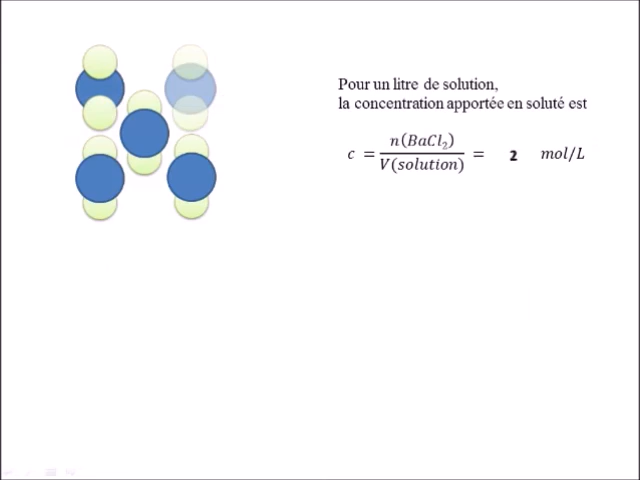 Pour un litre de solution,
la concentration apportée en soluté est
c = n(BaCl₂) / V(solution) = 2 mol/L